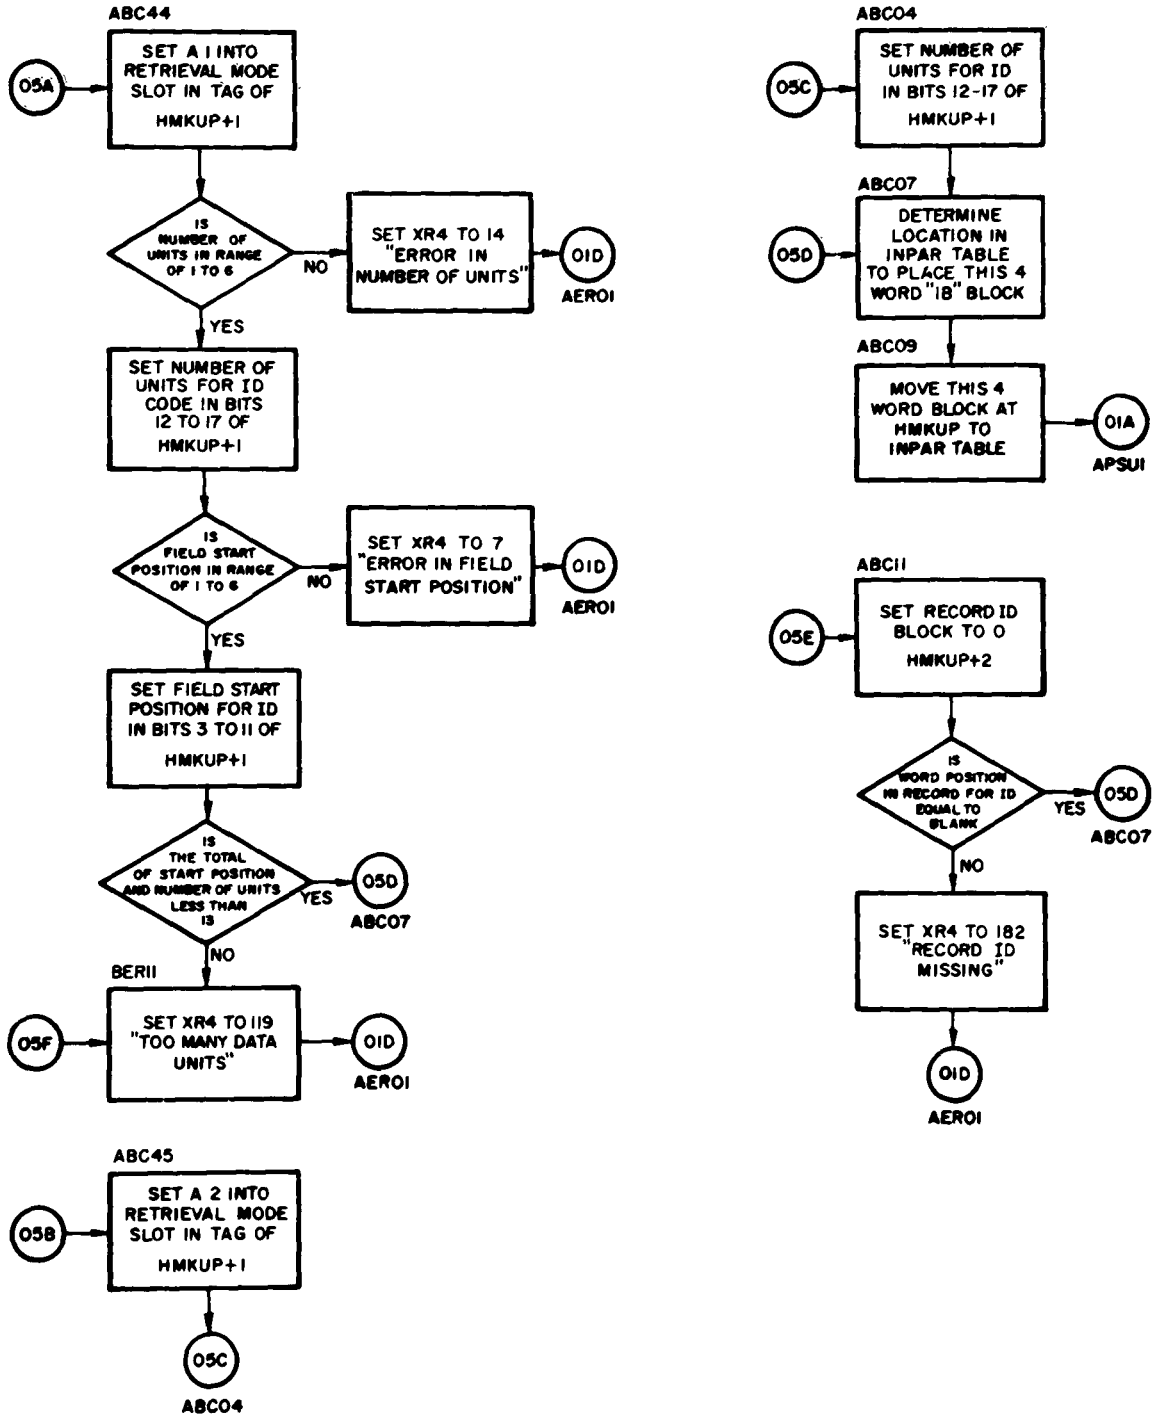 ABC44
SET A 1 INTO
RETRIEVAL MODE
SLOT IN TAG OF
HMKUP+1
05A
IS
NUMBER OF
UNITS IN RANGE
OF 1 TO 6
NO
SET XR4 TO 14
"ERROR IN
NUMBER OF UNITS"
01D
AER01
YES
SET NUMBER OF
UNITS FOR ID
CODE IN BITS
12 TO 17 OF
HMKUP+1
IS
FIELD START
POSITION IN RANGE
OF 1 TO 6
NO
SET XR4 TO 7
"ERROR IN FIELD
START POSITION"
01D
AER01
YES
SET FIELD START
POSITION FOR ID
IN BITS 3 TO 11 OF
HMKUP+1
IS
THE TOTAL
OF START POSITION
AND NUMBER OF UNITS
LESS THAN
13
YES
05D
ABC07
NO
BER11
05F
SET XR4 TO 119
"TOO MANY DATA
UNITS"
01D
AER01
ABC45
05B
SET A 2 INTO
RETRIEVAL MODE
SLOT IN TAG OF
HMKUP+1
05C
ABC04
ABC04
05C
SET NUMBER OF
UNITS FOR ID
IN BITS 12-17 OF
HMKUP+1
ABC07
05D
DETERMINE
LOCATION IN
INPAR TABLE
TO PLACE THIS 4
WORD "IB" BLOCK
ABC09
MOVE THIS 4
WORD BLOCK AT
HMKUP TO
INPAR TABLE
01A
APSU1
ABC11
05E
SET RECORD ID
BLOCK TO 0
HMKUP+2
IS
WORD POSITION
IN RECORD FOR ID
EQUAL TO
BLANK
YES
05D
ABC07
NO
SET XR4 TO 182
"RECORD ID
MISSING"
01D
AER01